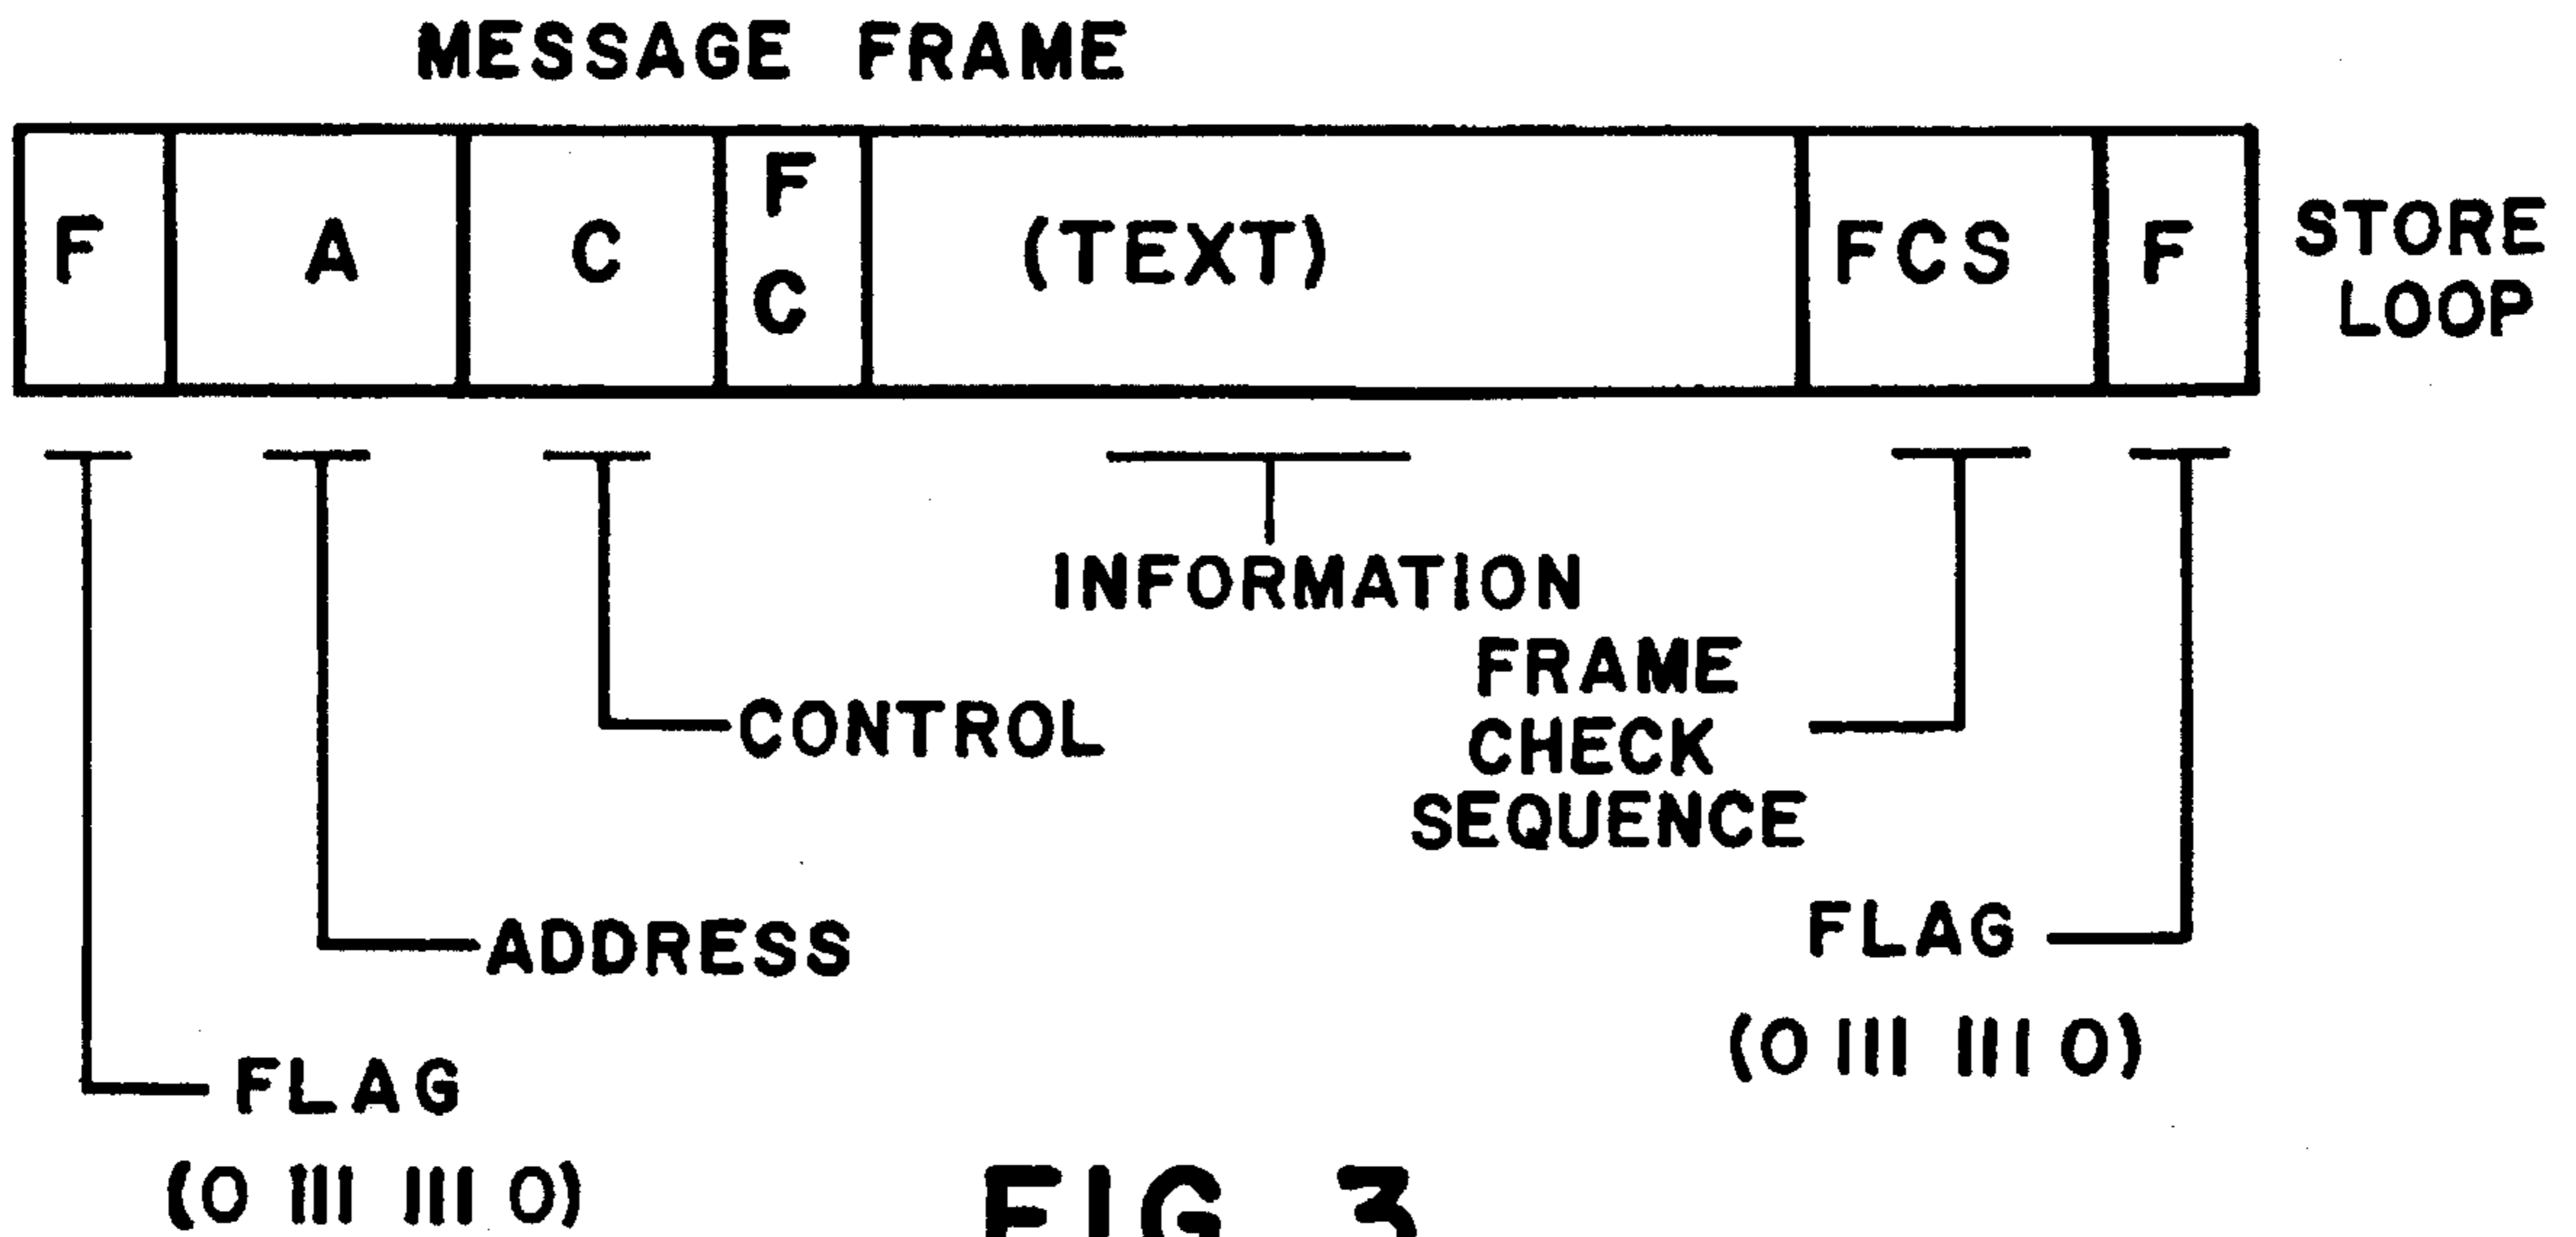 MESSAGE FRAME
F A C F C (TEXT) FCS F
STORE
LOOP
INFORMATION
FRAME
CHECK
SEQUENCE
CONTROL
ADDRESS
FLAG
(0 111 111 0)
FLAG
(0 111 111 0)
FIG 3